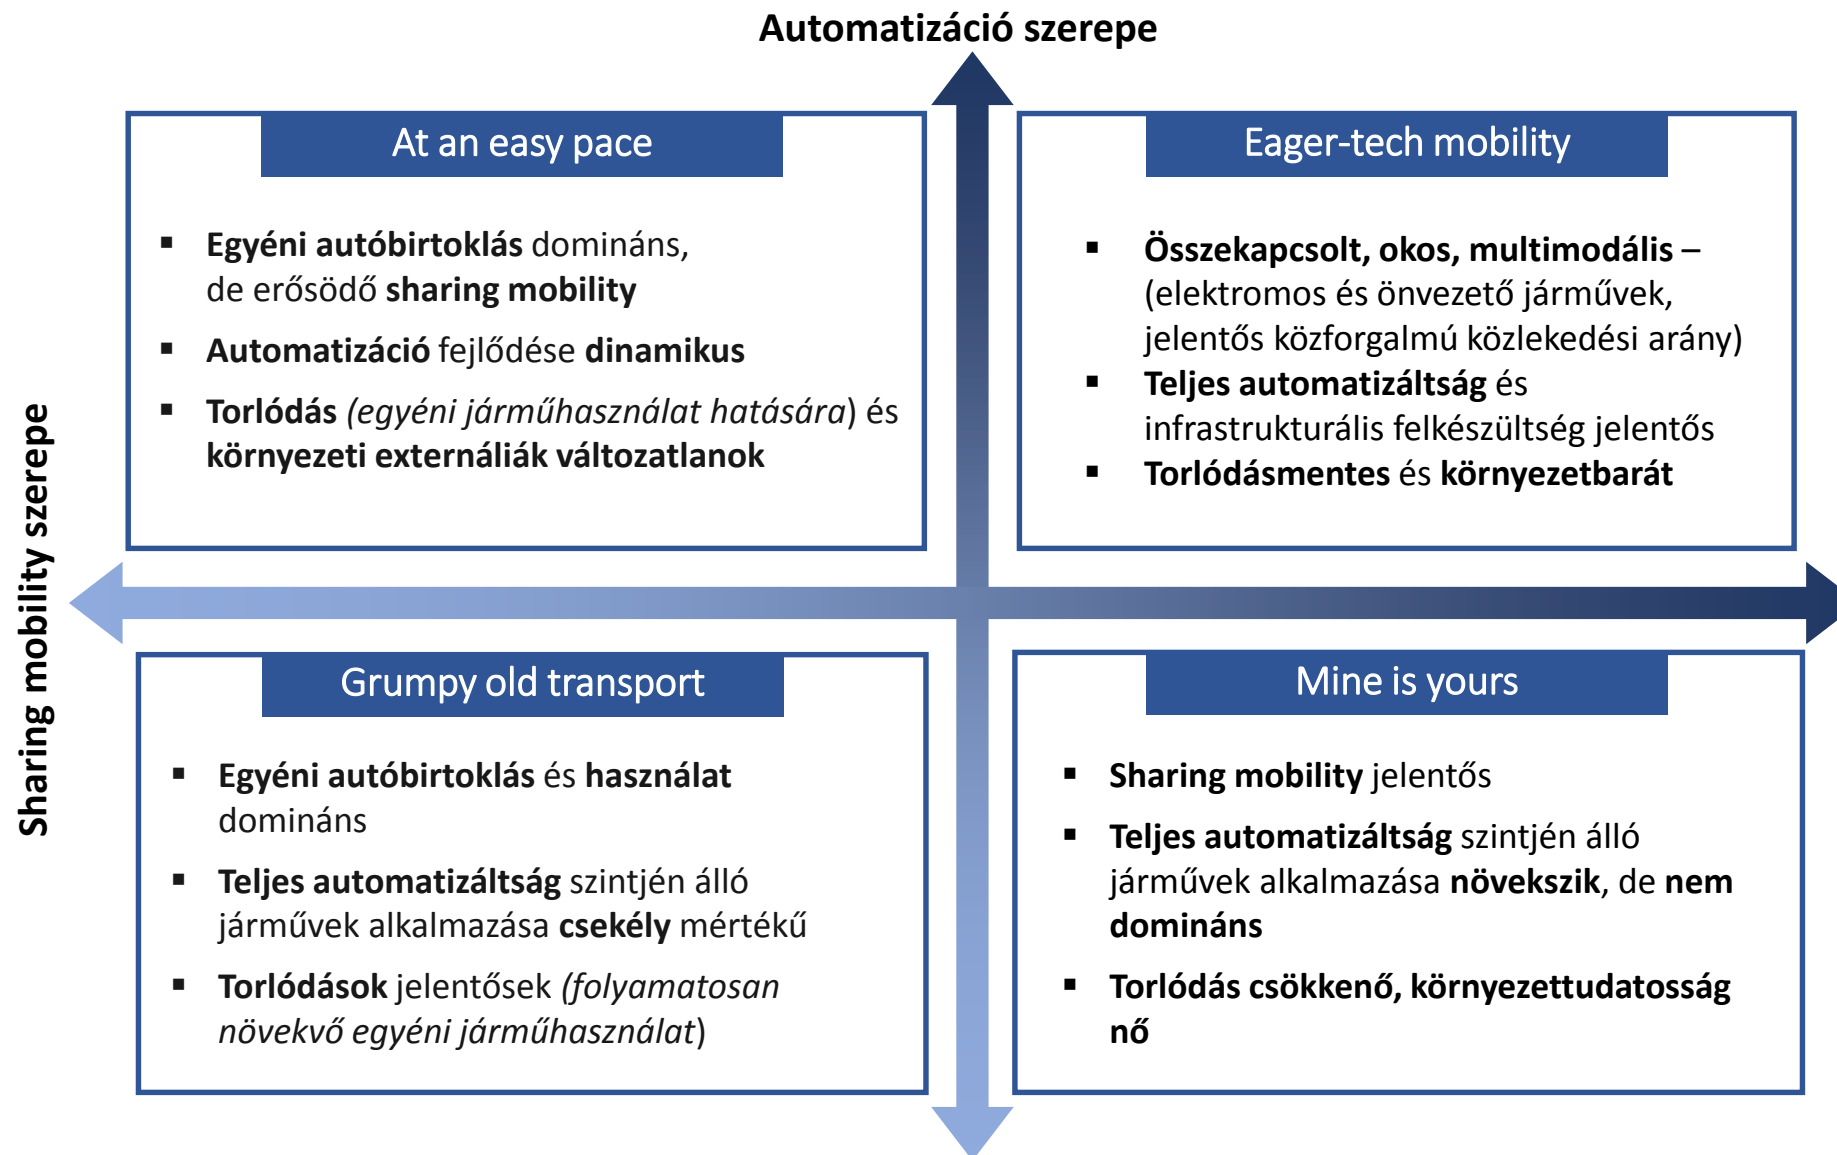 Automatizáció szerepe
Sharing mobility szerepe
At an easy pace
▪ Egyéni autóbirtoklás domináns,
de erősödő sharing mobility
▪ Automatizáció fejlődése dinamikus
▪ Torlódás (egyéni járműhasználat hatására) és
környezeti externáliák változatlanok
Eager-tech mobility
▪ Összekapcsolt, okos, multimodális –
(elektromos és önvezető járművek,
jelentős közforgalmú közlekedési arány)
▪ Teljes automatizáltság és
infrastrukturális felkészültség jelentős
▪ Torlódásmentes és környezetbarát
Grumpy old transport
▪ Egyéni autóbirtoklás és használat
domináns
▪ Teljes automatizáltság szintjén álló
járművek alkalmazása csekély mértékű
▪ Torlódások jelentősek (folyamatosan
növekvő egyéni járműhasználat)
Mine is yours
▪ Sharing mobility jelentős
▪ Teljes automatizáltság szintjén álló
járművek alkalmazása növekszik, de nem
domináns
▪ Torlódás csökkenő, környezettudatosság
nő